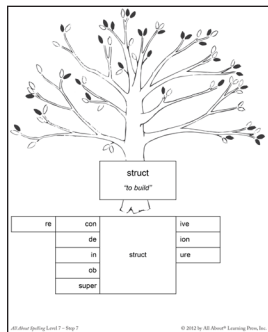 struct
"to build"
re con ive
de ion
in struct ure
ob
super
All About Spelling Level 7 – Step 7 © 2012 by All About® Learning Press, Inc.